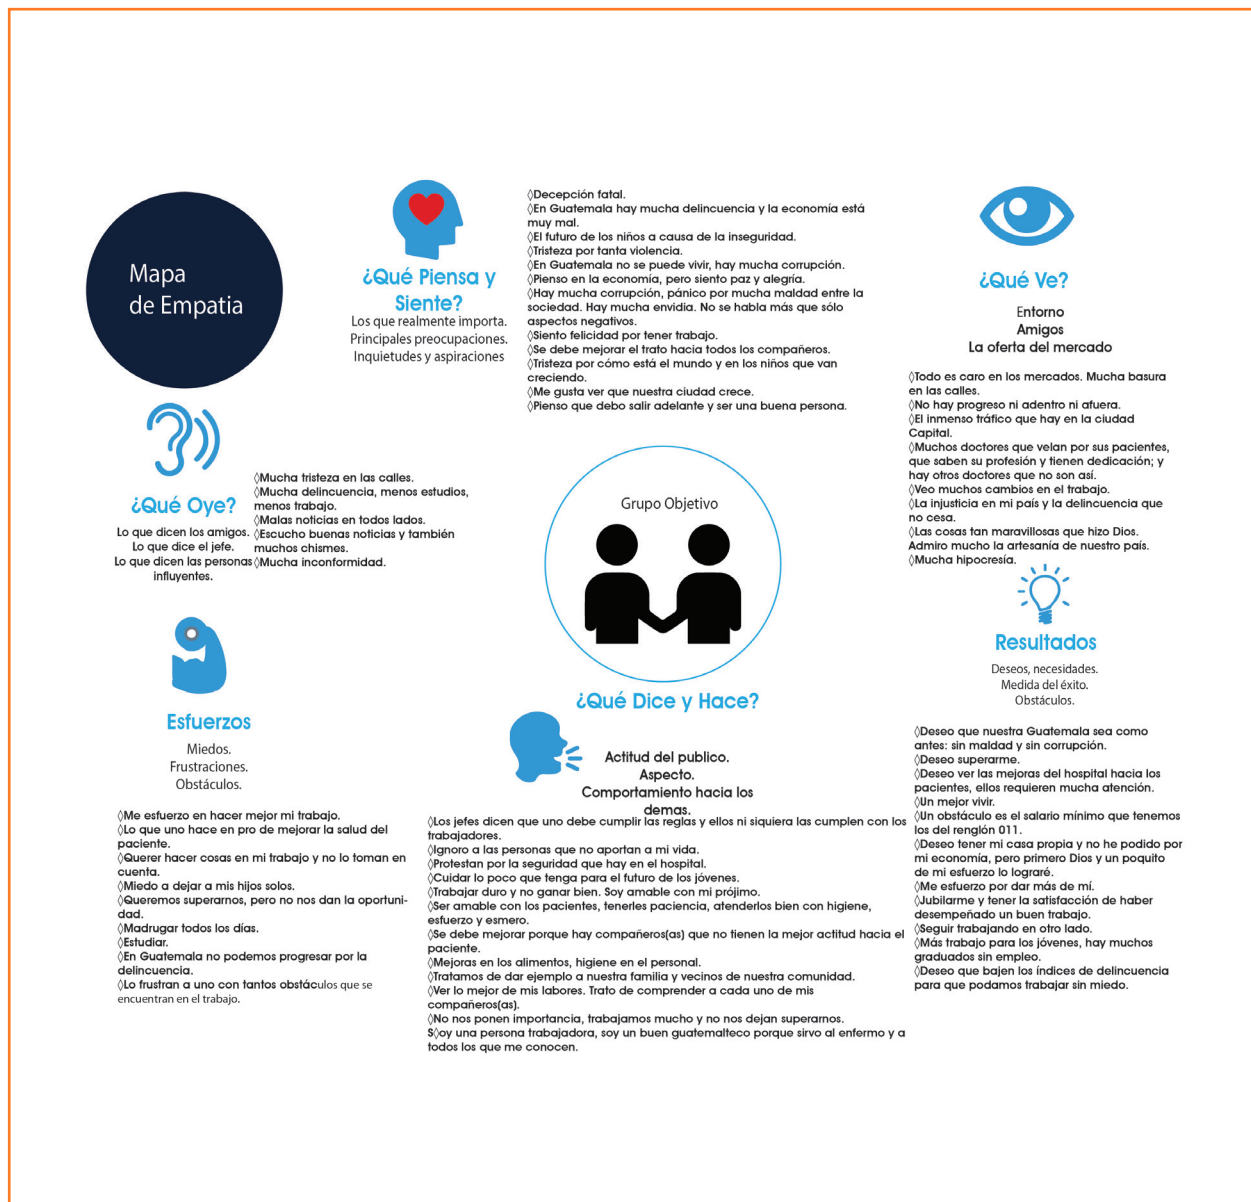 Mapa
de Empatia
¿Qué Piensa y
Siente?
Los que realmente importa.
Principales preocupaciones.
Inquietudes y aspiraciones
◊Decepción fatal.
◊En Guatemala hay mucha delincuencia y la economía está
muy mal.
◊El futuro de los niños a causa de la inseguridad.
◊Tristeza por tanta violencia.
◊En Guatemala no se puede vivir, hay mucha corrupción.
◊Pienso en la economía, pero siento paz y alegría.
◊Hay mucha corrupción, pánico por mucha maldad entre la
sociedad. Hay mucha envidia. No se habla más que sólo
aspectos negativos.
◊Siento felicidad por tener trabajo.
◊Se debe mejorar el trato hacia todos los compañeros.
◊Tristeza por cómo está el mundo y en los niños que van
creciendo.
◊Me gusta ver que nuestra ciudad crece.
◊Pienso que debo salir adelante y ser una buena persona.
¿Qué Ve?
Entorno
Amigos
La oferta del mercado
◊Todo es caro en los mercados. Mucha basura
en las calles.
◊No hay progreso ni adentro ni afuera.
◊El inmenso tráfico que hay en la ciudad
Capital.
◊Muchos doctores que velan por sus pacientes,
que saben su profesión y tienen dedicación; y
hay otros doctores que no son así.
◊Veo muchos cambios en el trabajo.
◊La injusticia en mi país y la delincuencia que
no cesa.
◊Las cosas tan maravillosas que hizo Dios.
Admiro mucho la artesanía de nuestro país.
◊Mucha hipocresía.
¿Qué Oye?
Lo que dicen los amigos.
Lo que dice el jefe.
Lo que dicen las personas
influyentes.
◊Mucha tristeza en las calles.
◊Mucha delincuencia, menos estudios,
menos trabajo.
◊Malas noticias en todos lados.
◊Escucho buenas noticias y también
muchos chismes.
◊Mucha inconformidad.
Grupo Objetivo
Esfuerzos
Miedos.
Frustraciones.
Obstáculos.
◊Me esfuerzo en hacer mejor mi trabajo.
◊Lo que uno hace en pro de mejorar la salud del
paciente.
◊Querer hacer cosas en mi trabajo y no lo toman en
cuenta.
◊Miedo a dejar a mis hijos solos.
◊Queremos superarnos, pero no nos dan la oportuni-
dad.
◊Madrugar todos los días.
◊Estudiar.
◊En Guatemala no podemos progresar por la
delincuencia.
◊Lo frustran a uno con tantos obstáculos que se
encuentran en el trabajo.
¿Qué Dice y Hace?
Actitud del publico.
Aspecto.
Comportamiento hacia los
demas.
◊Los jefes dicen que uno debe cumplir las reglas y ellos ni siquiera las cumplen con los
trabajadores.
◊Ignoro a las personas que no aportan a mi vida.
◊Protestan por la seguridad que hay en el hospital.
◊Cuidar lo poco que tenga para el futuro de los jóvenes.
◊Trabajar duro y no ganar bien. Soy amable con mi prójimo.
◊Ser amable con los pacientes, tenerles paciencia, atenderlos bien con higiene,
esfuerzo y esmero.
◊Se debe mejorar porque hay compañeros(as) que no tienen la mejor actitud hacia el
paciente.
◊Mejoras en los alimentos, higiene en el personal.
◊Tratamos de dar ejemplo a nuestra familia y vecinos de nuestra comunidad.
◊Ver lo mejor de mis labores. Trato de comprender a cada uno de mis
compañeros(as).
◊No nos ponen importancia, trabajamos mucho y no nos dejan superarnos.
S◊oy una persona trabajadora, soy un buen guatemalteco porque sirvo al enfermo y a
todos los que me conocen.
Resultados
Deseos, necesidades.
Medida del éxito.
Obstáculos.
◊Deseo que nuestra Guatemala sea como
antes: sin maldad y sin corrupción.
◊Deseo superarme.
◊Deseo ver las mejoras del hospital hacia los
pacientes, ellos requieren mucha atención.
◊Un mejor vivir.
◊Un obstáculo es el salario mínimo que tenemos
los del renglón 011.
◊Deseo tener mi casa propia y no he podido por
mi economía, pero primero Dios y un poquito
de mi esfuerzo lo lograré.
◊Me esfuerzo por dar más de mí.
◊Jubilarme y tener la satisfacción de haber
desempeñado un buen trabajo.
◊Seguir trabajando en otro lado.
◊Más trabajo para los jóvenes, hay muchos
graduados sin empleo.
◊Deseo que bajen los índices de delincuencia
para que podamos trabajar sin miedo.